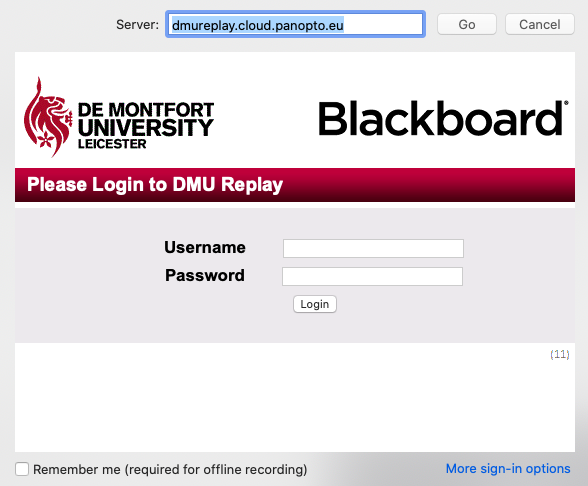 Server: dmureplay.cloud.panopto.eu Go Cancel
DE MONTFORT
UNIVERSITY
LEICESTER
Blackboard®
Please Login to DMU Replay
Username
Password
Login
(11)
Remember me (required for offline recording) More sign-in options